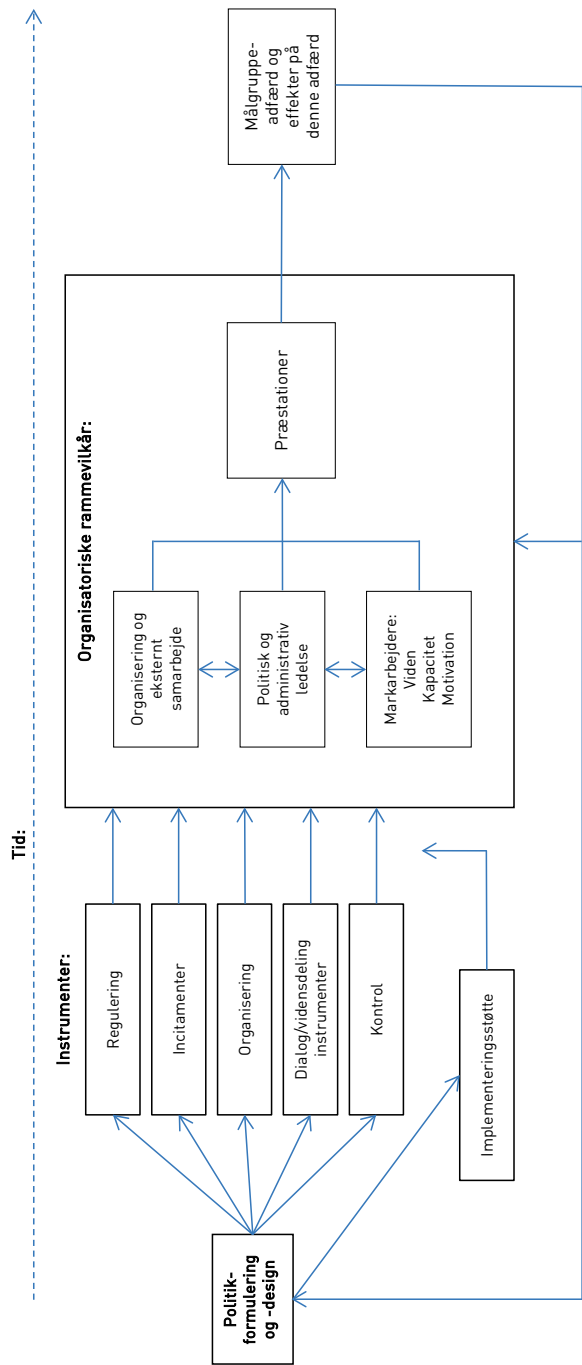 Tid:
Politik-
formulering
og -design
Instrumenter:
Regulering
Incitamenter
Organisering
Dialog/vidensdeling
instrumenter
Kontrol
Implementeringsstøtte
Organisatoriske rammevilkår:
Organisering og
eksternt
samarbejde
Politisk og
administrativ
ledelse
Markarbejdere:
Viden
Kapacitet
Motivation
Præstationer
Målgruppe-
adfærd og
effekter på
denne adfærd